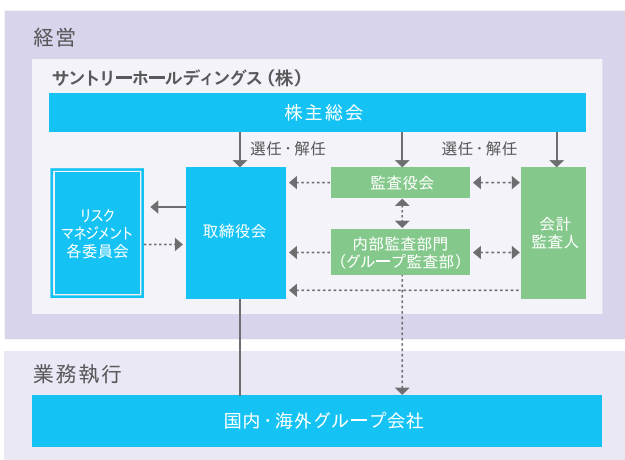 経営
サントリーホールディングス（株）
株主総会
選任・解任
選任・解任
リスク
マネジメント
各委員会
取締役会
監査役会
内部監査部門
（グループ監査部）
会計
監査人
業務執行
国内・海外グループ会社